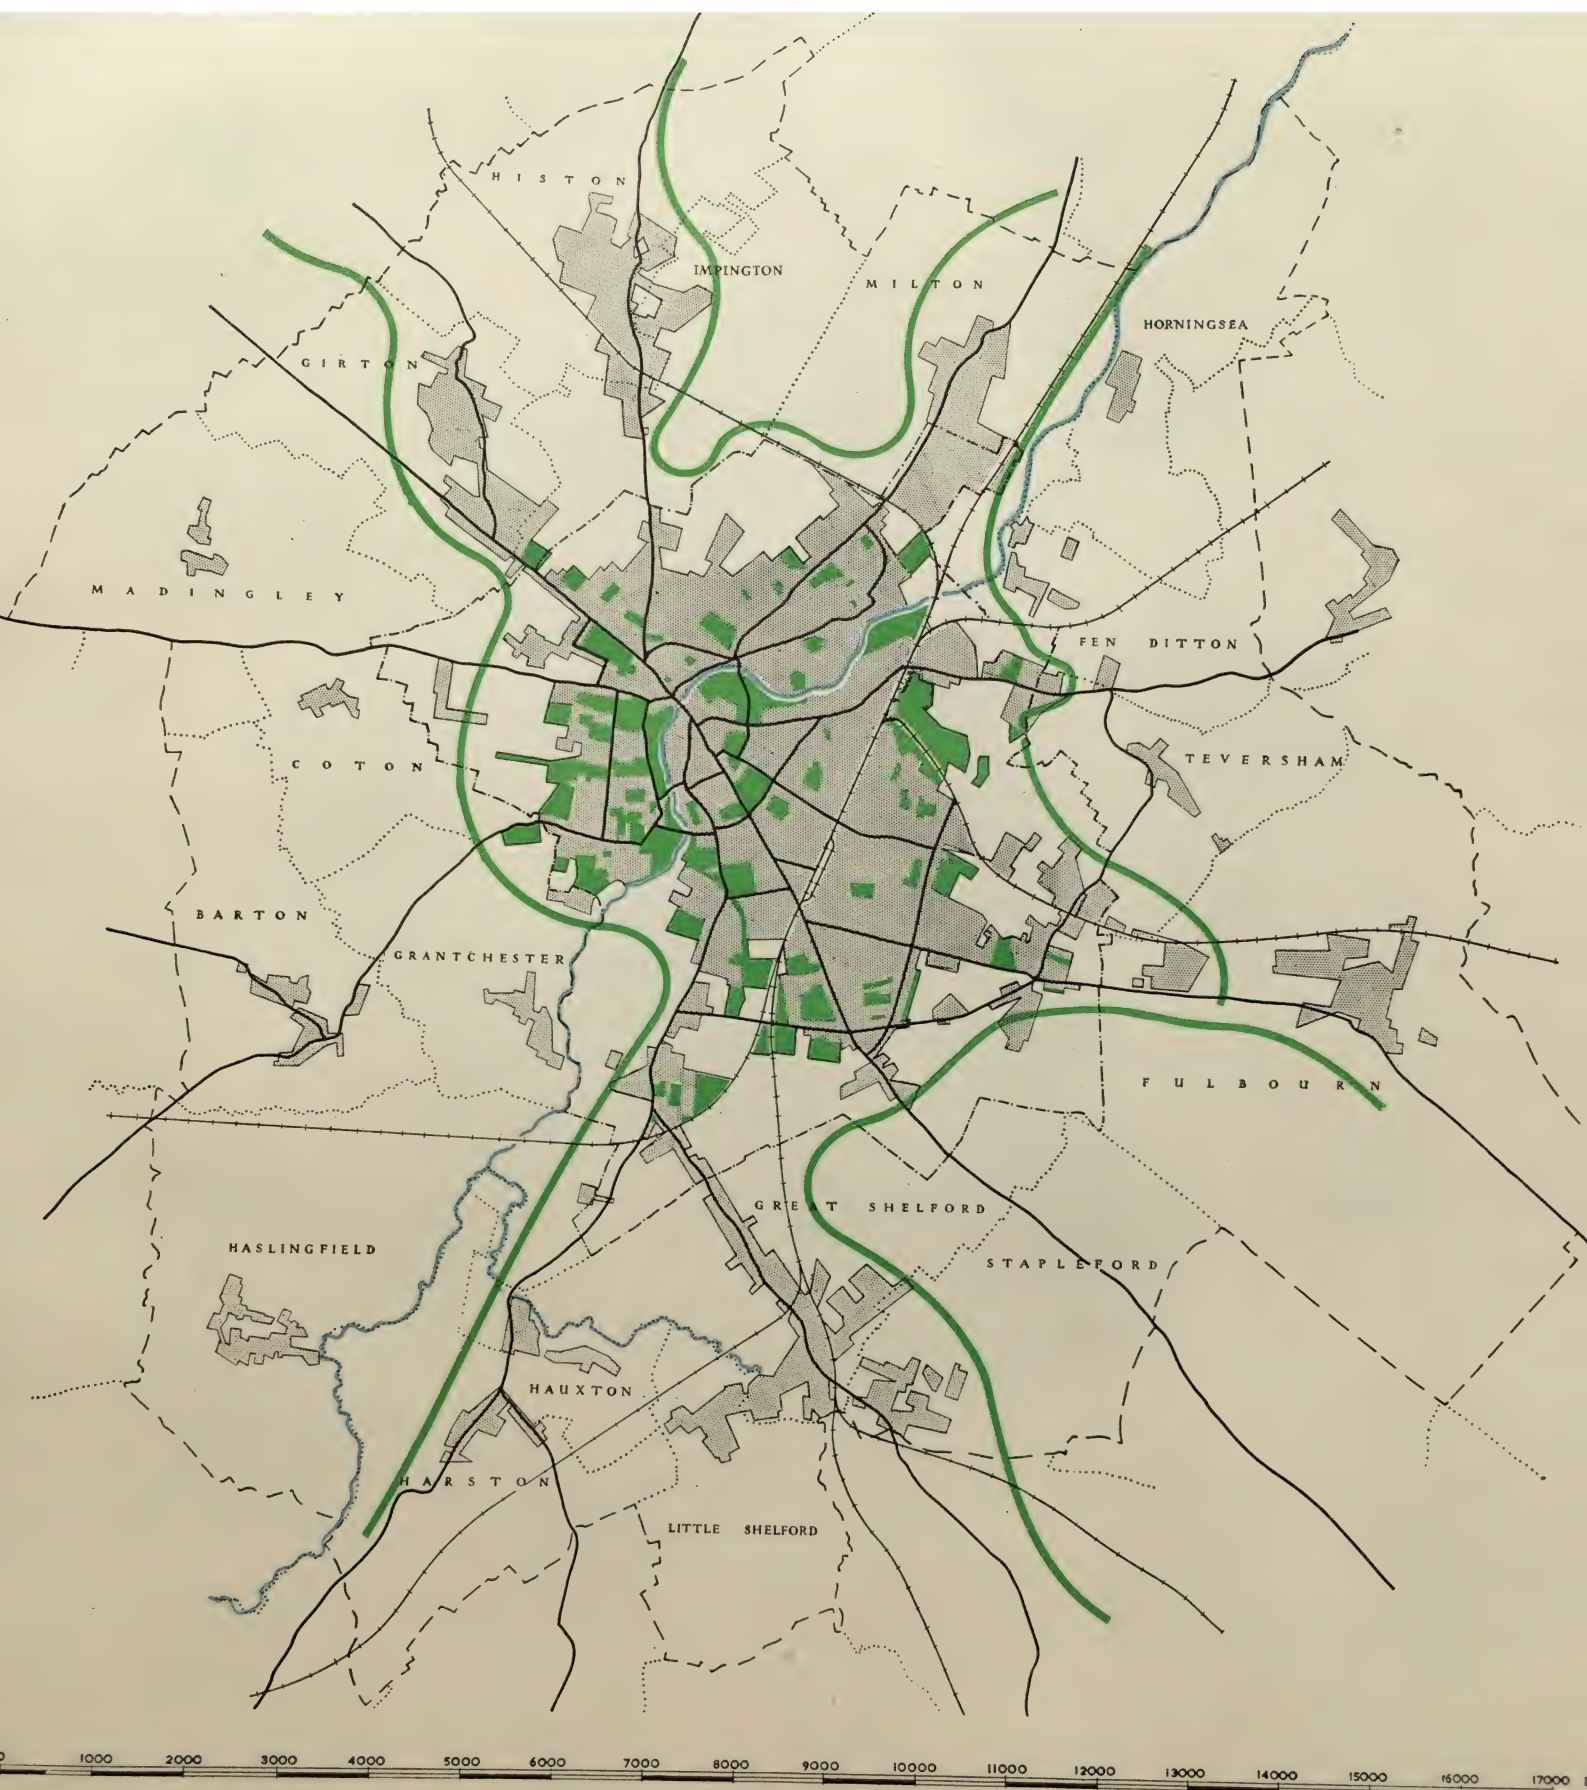 HISTON
IMPINGTON
MILTON
HORNINGSEA
GIRTON
MADINGLEY
FEN DITTON
COTON
TEVERSHAM
BARTON
GRANTCHESTER
FULBOURN
GREAT SHELFORD
HASLINGFIELD
STAPLEFORD
HAUXTON
HARSTON
LITTLE SHELFORD
0 1000 2000 3000 4000 5000 6000 7000 8000 9000 10000 11000 12000 13000 14000 15000 16000 17000